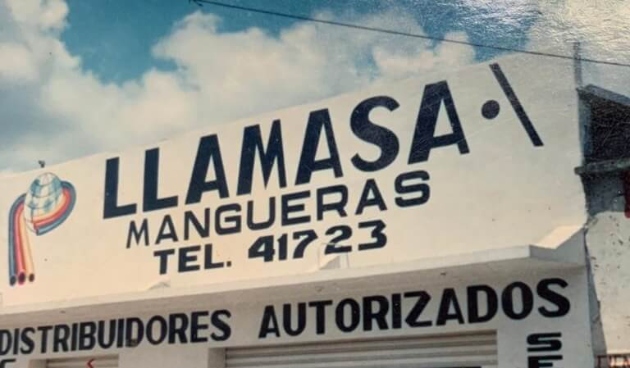 LLAMASA
MANGUERAS
TEL. 41723
DISTRIBUIDORES AUTORIZADOS